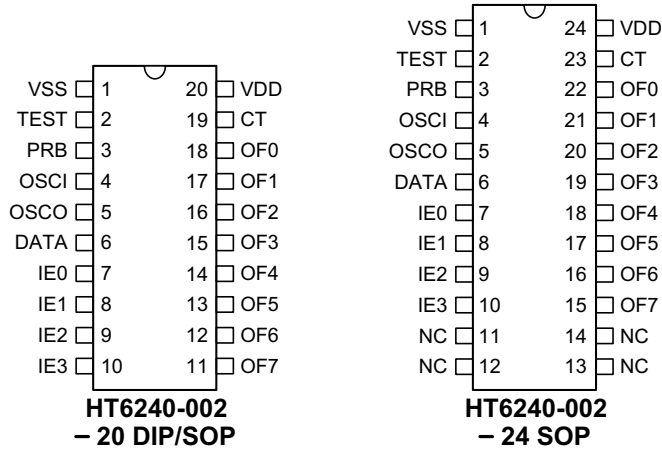 VSS 1 20 VDD
TEST 2 19 CT
PRB 3 18 OF0
OSCI 4 17 OF1
OSCO 5 16 OF2
DATA 6 15 OF3
IE0 7 14 OF4
IE1 8 13 OF5
IE2 9 12 OF6
IE3 10 11 OF7
HT6240-002
– 20 DIP/SOP
VSS 1 24 VDD
TEST 2 23 CT
PRB 3 22 OF0
OSCI 4 21 OF1
OSCO 5 20 OF2
DATA 6 19 OF3
IE0 7 18 OF4
IE1 8 17 OF5
IE2 9 16 OF6
IE3 10 15 OF7
NC 11 14 NC
NC 12 13 NC
HT6240-002
– 24 SOP